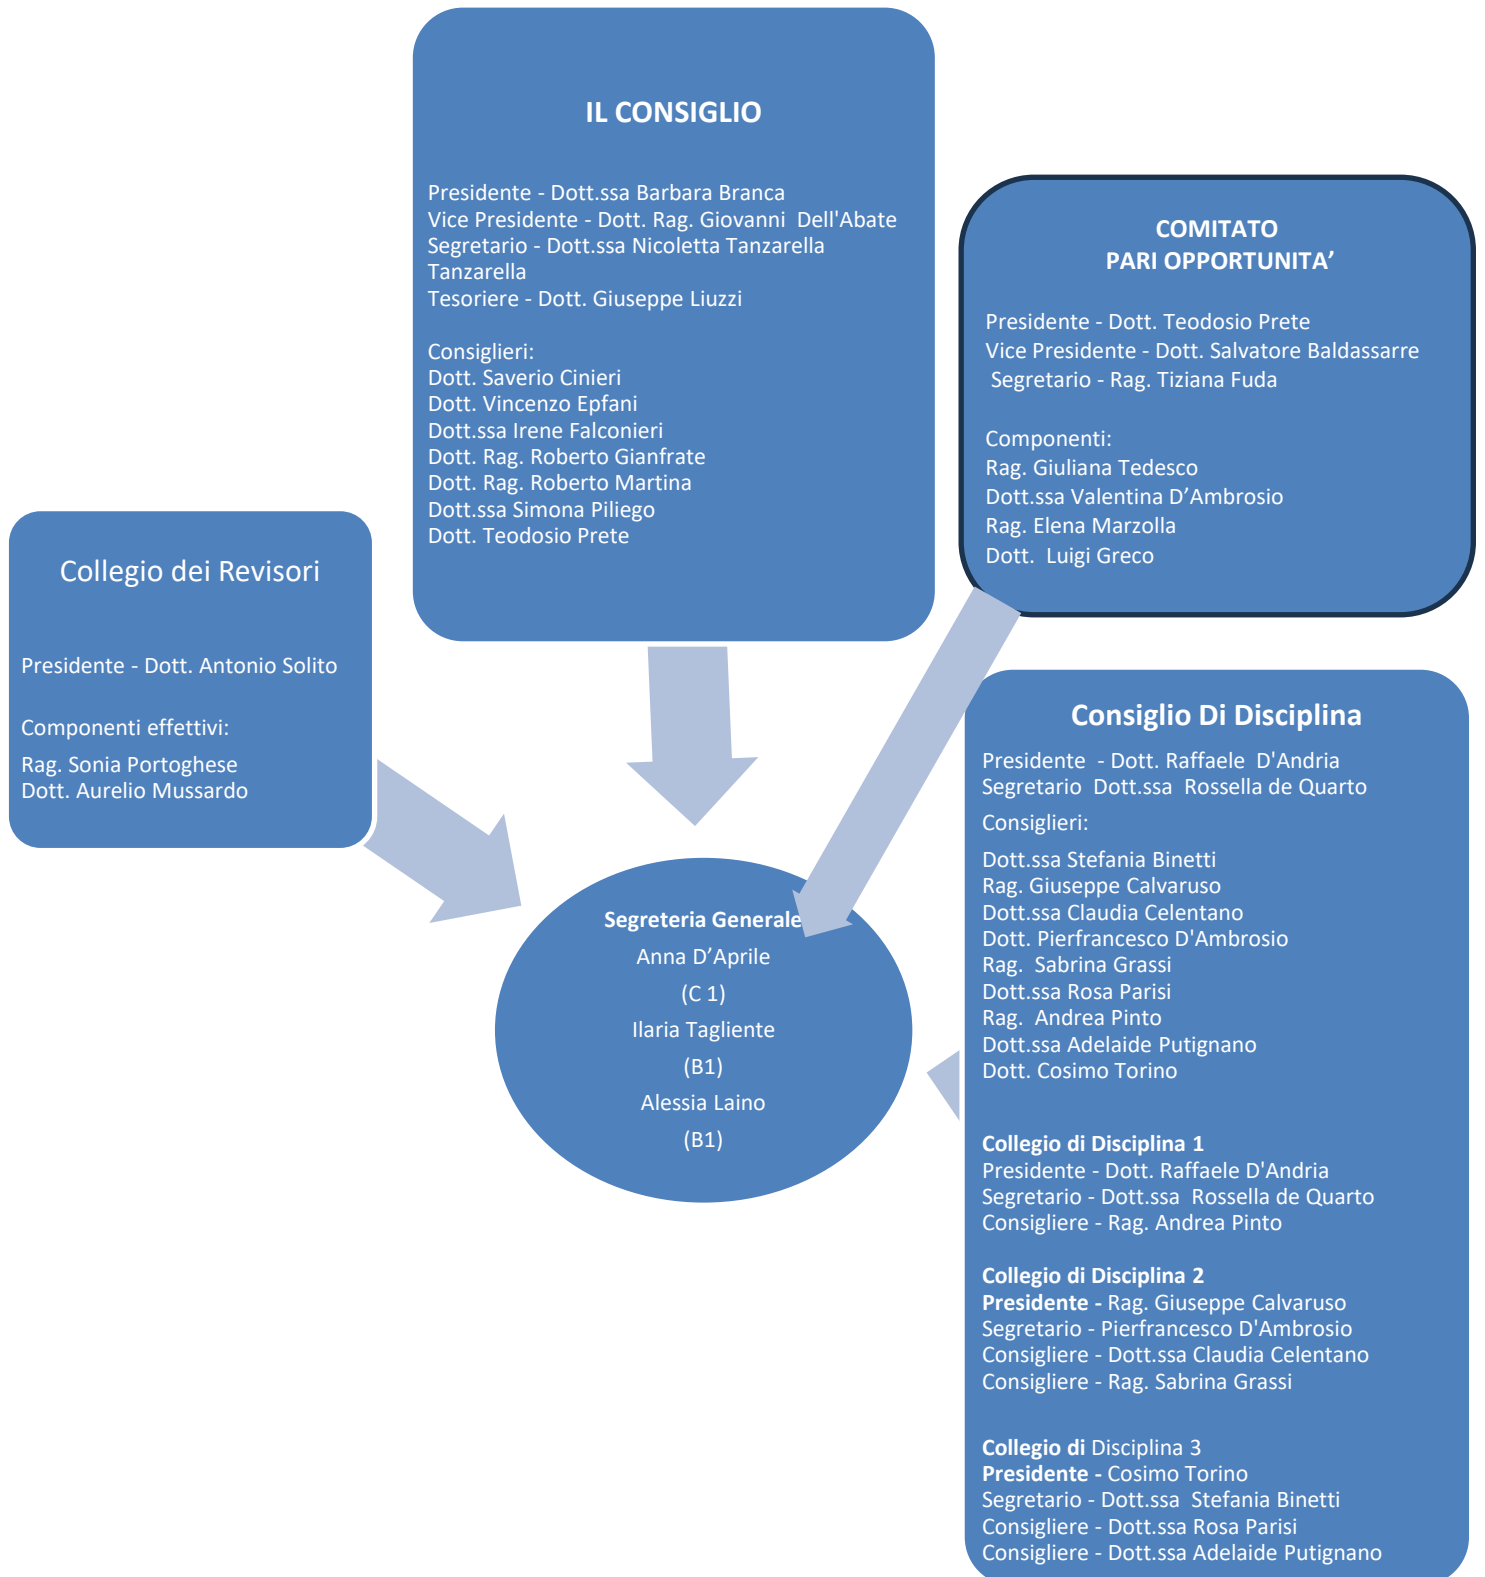 IL CONSIGLIO
Presidente - Dott.ssa Barbara Branca
Vice Presidente - Dott. Rag. Giovanni  Dell'Abate
Segretario - Dott.ssa Nicoletta Tanzarella
Tanzarella
Tesoriere - Dott. Giuseppe Liuzzi
Consiglieri:
Dott. Saverio Cinieri
Dott. Vincenzo Epfani
Dott.ssa Irene Falconieri
Dott. Rag. Roberto Gianfrate
Dott. Rag. Roberto Martina
Dott.ssa Simona Piliego
Dott. Teodosio Prete
COMITATO
PARI OPPORTUNITA’
Presidente - Dott. Teodosio Prete
Vice Presidente - Dott. Salvatore Baldassarre
Segretario - Rag. Tiziana Fuda
Componenti:
Rag. Giuliana Tedesco
Dott.ssa Valentina D’Ambrosio
Rag. Elena Marzolla
Dott.  Luigi Greco
Collegio dei Revisori
Presidente - Dott. Antonio Solito
Componenti effettivi:
Rag. Sonia Portoghese
Dott. Aurelio Mussardo
Segreteria Generale
Anna D’Aprile
(C 1)
Ilaria Tagliente
(B1)
Alessia Laino
(B1)
Consiglio Di Disciplina
Presidente  - Dott. Raffaele  D'Andria
Segretario  Dott.ssa  Rossella de Quarto
Consiglieri:
Dott.ssa Stefania Binetti
Rag. Giuseppe Calvaruso
Dott.ssa Claudia Celentano
Dott. Pierfrancesco D'Ambrosio
Rag.  Sabrina Grassi
Dott.ssa Rosa Parisi
Rag.  Andrea Pinto
Dott.ssa Adelaide Putignano
Dott. Cosimo Torino
Collegio di Disciplina 1
Presidente - Dott. Raffaele D'Andria
Segretario - Dott.ssa  Rossella de Quarto
Consigliere - Rag. Andrea Pinto
Collegio di Disciplina 2
Presidente - Rag. Giuseppe Calvaruso
Segretario - Pierfrancesco D'Ambrosio
Consigliere - Dott.ssa Claudia Celentano
Consigliere - Rag. Sabrina Grassi
Collegio di Disciplina 3
Presidente - Cosimo Torino
Segretario - Dott.ssa  Stefania Binetti
Consigliere - Dott.ssa Rosa Parisi
Consigliere - Dott.ssa Adelaide Putignano